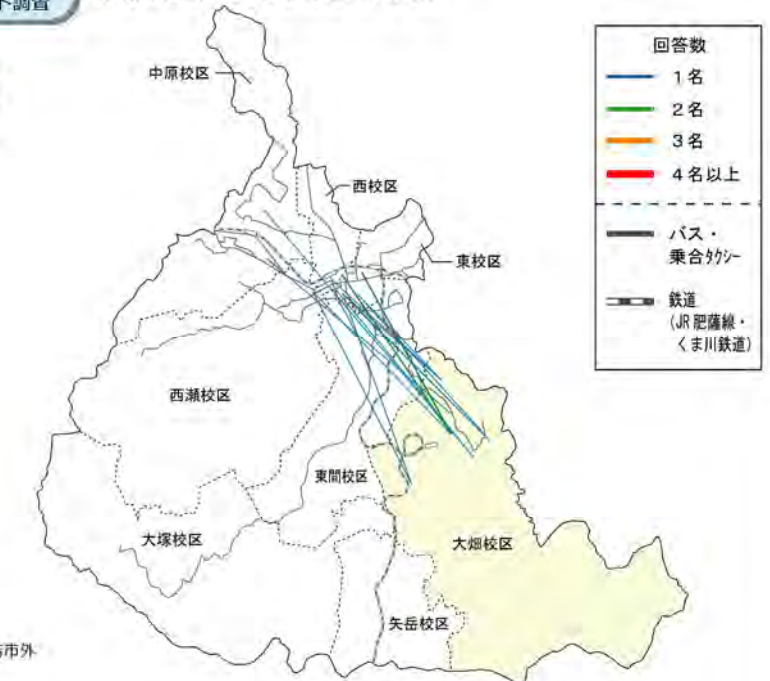 ト調査
中原校区
西校区
東校区
西瀬校区
東間校区
大塚校区
大畑校区
矢岳校区
市外
回答数
1名
2名
3名
4名以上
バス・
乗合タクシー
鉄道
(JR肥薩線・
くま川鉄道)